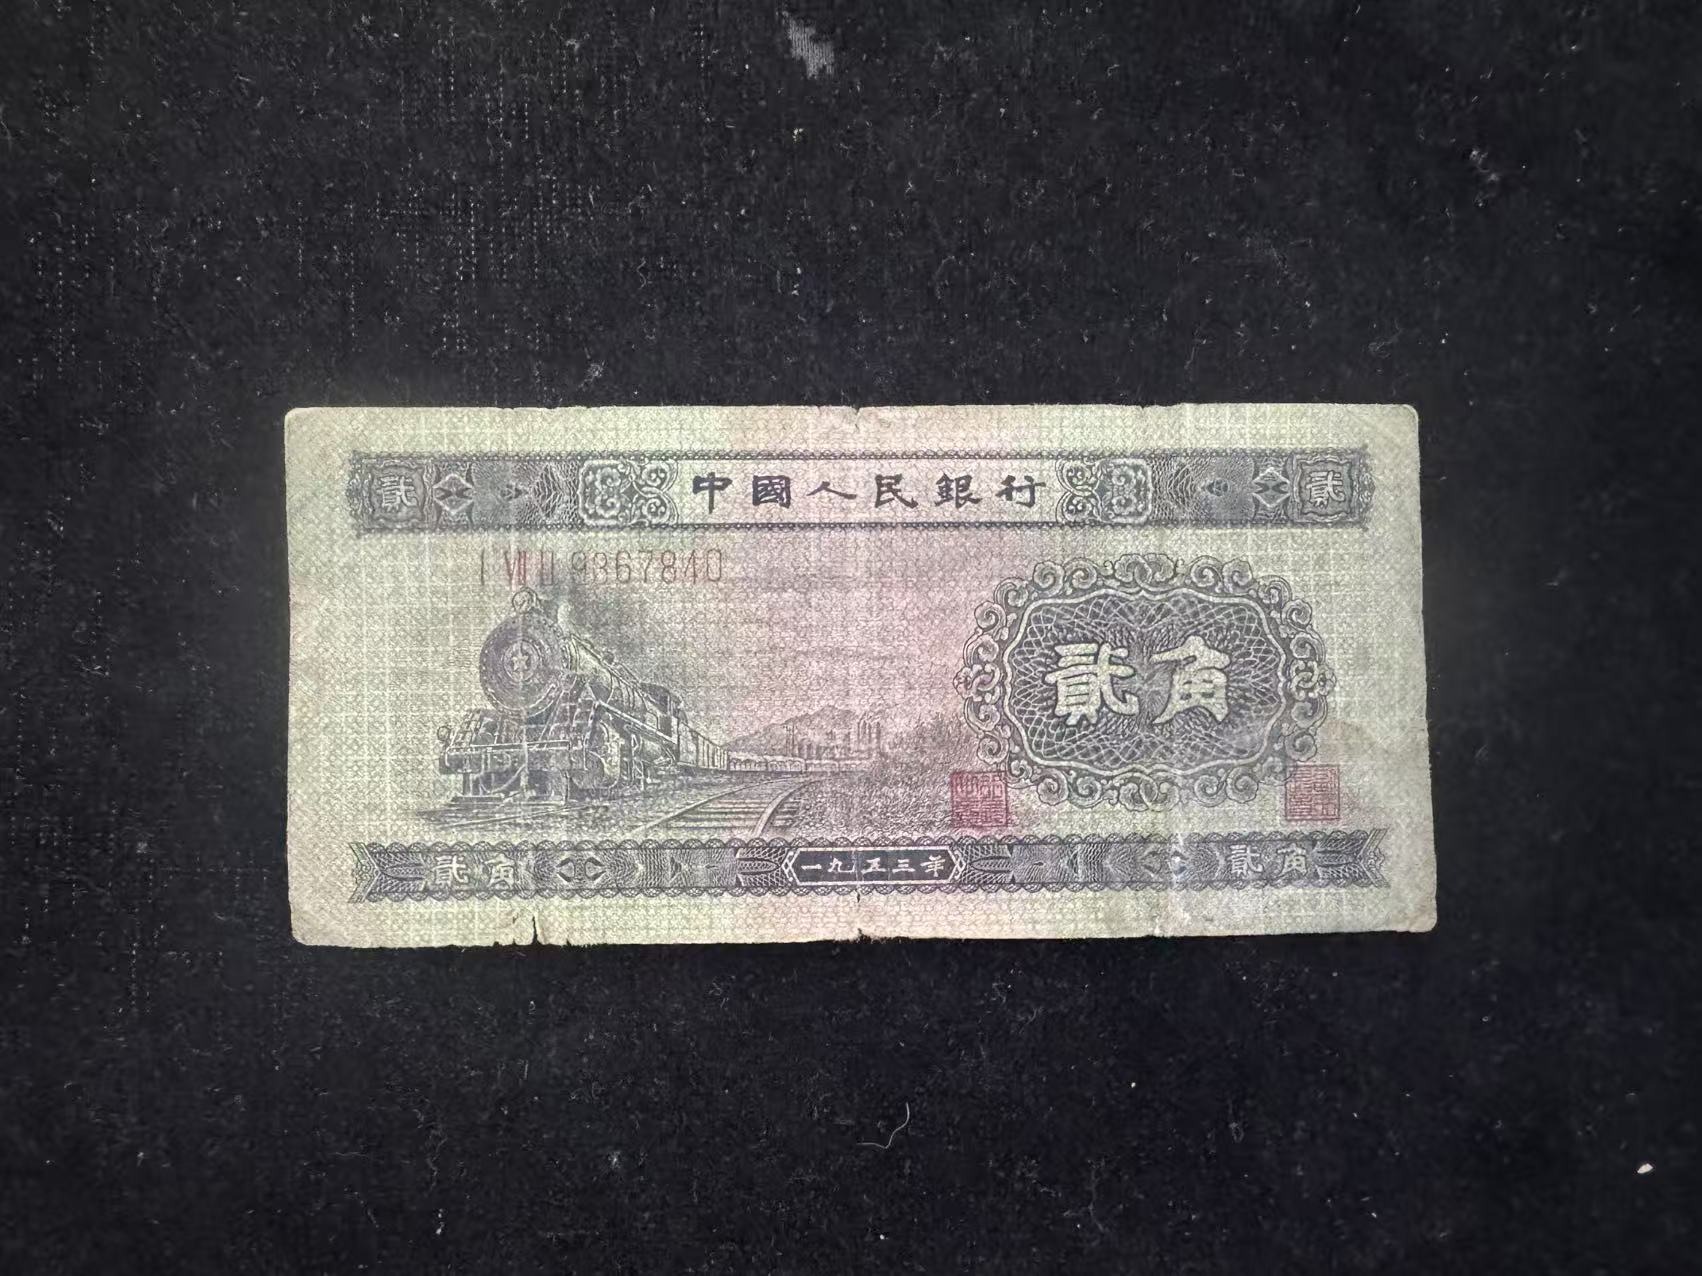 貳 中國人民銀行 貳
I VII II 9367840
貳角
貳角 一九五三年 貳角